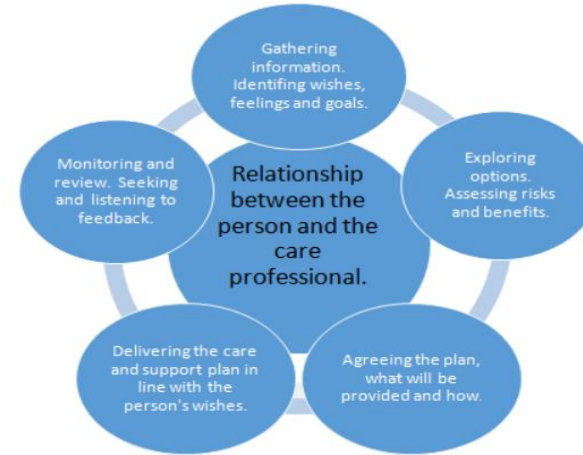 Gathering
information.
Identifing wishes,
feelings and goals.
Exploring
options.
Assessing risks
and benefits.
Agreeing the plan,
what will be
provided and how.
Delivering the care
and support plan in
line with the
person's wishes.
Monitoring and
review. Seeking
and listening to
feedback.
Relationship
between the
person and the
care
professional.